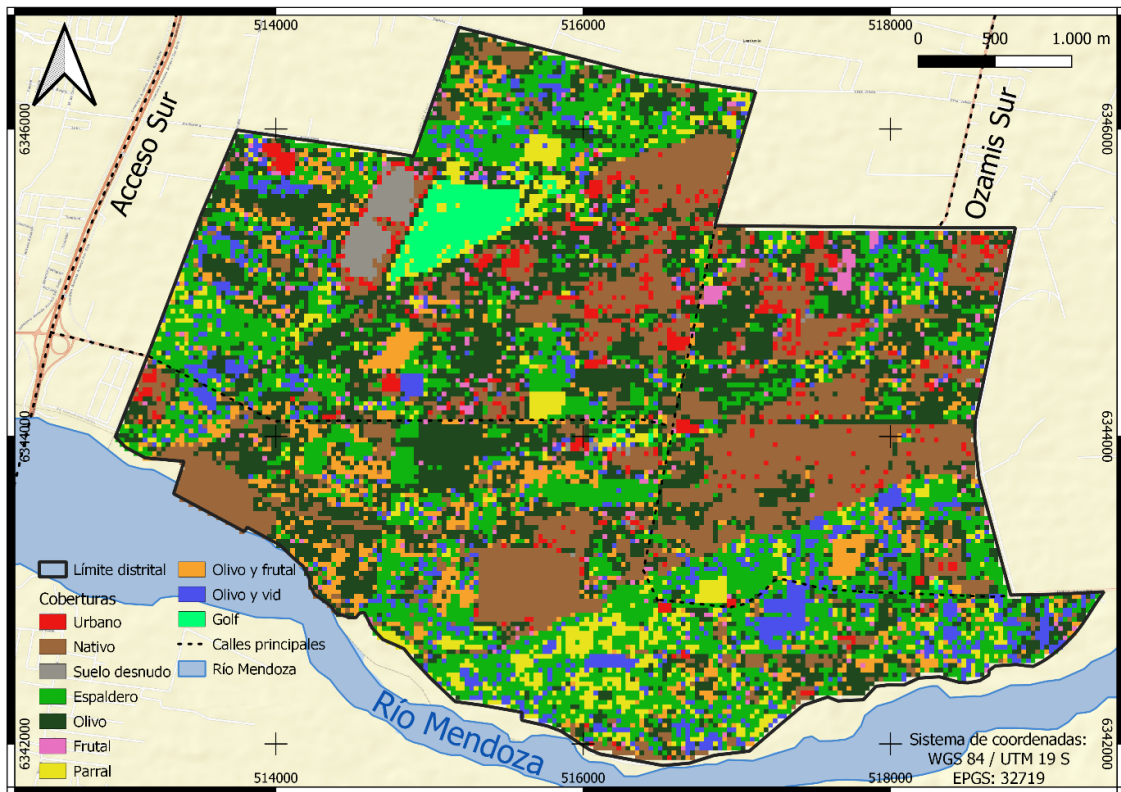 514000
516000
518000
0 500 1.000 m
6346000
6346000
Acceso Sur
Ozamis Sur
6344000
6344000
Límite distrital
Coberturas
Urbano
Nativo
Suelo desnudo
Espaldero
Olivo
Frutal
Parral
Olivo y frutal
Olivo y vid
Golf
Calles principales
Río Mendoza
Río Mendoza
6342000
6342000
Sistema de coordenadas:
WGS 84 / UTM 19 S
EPGS: 32719
514000
516000
518000